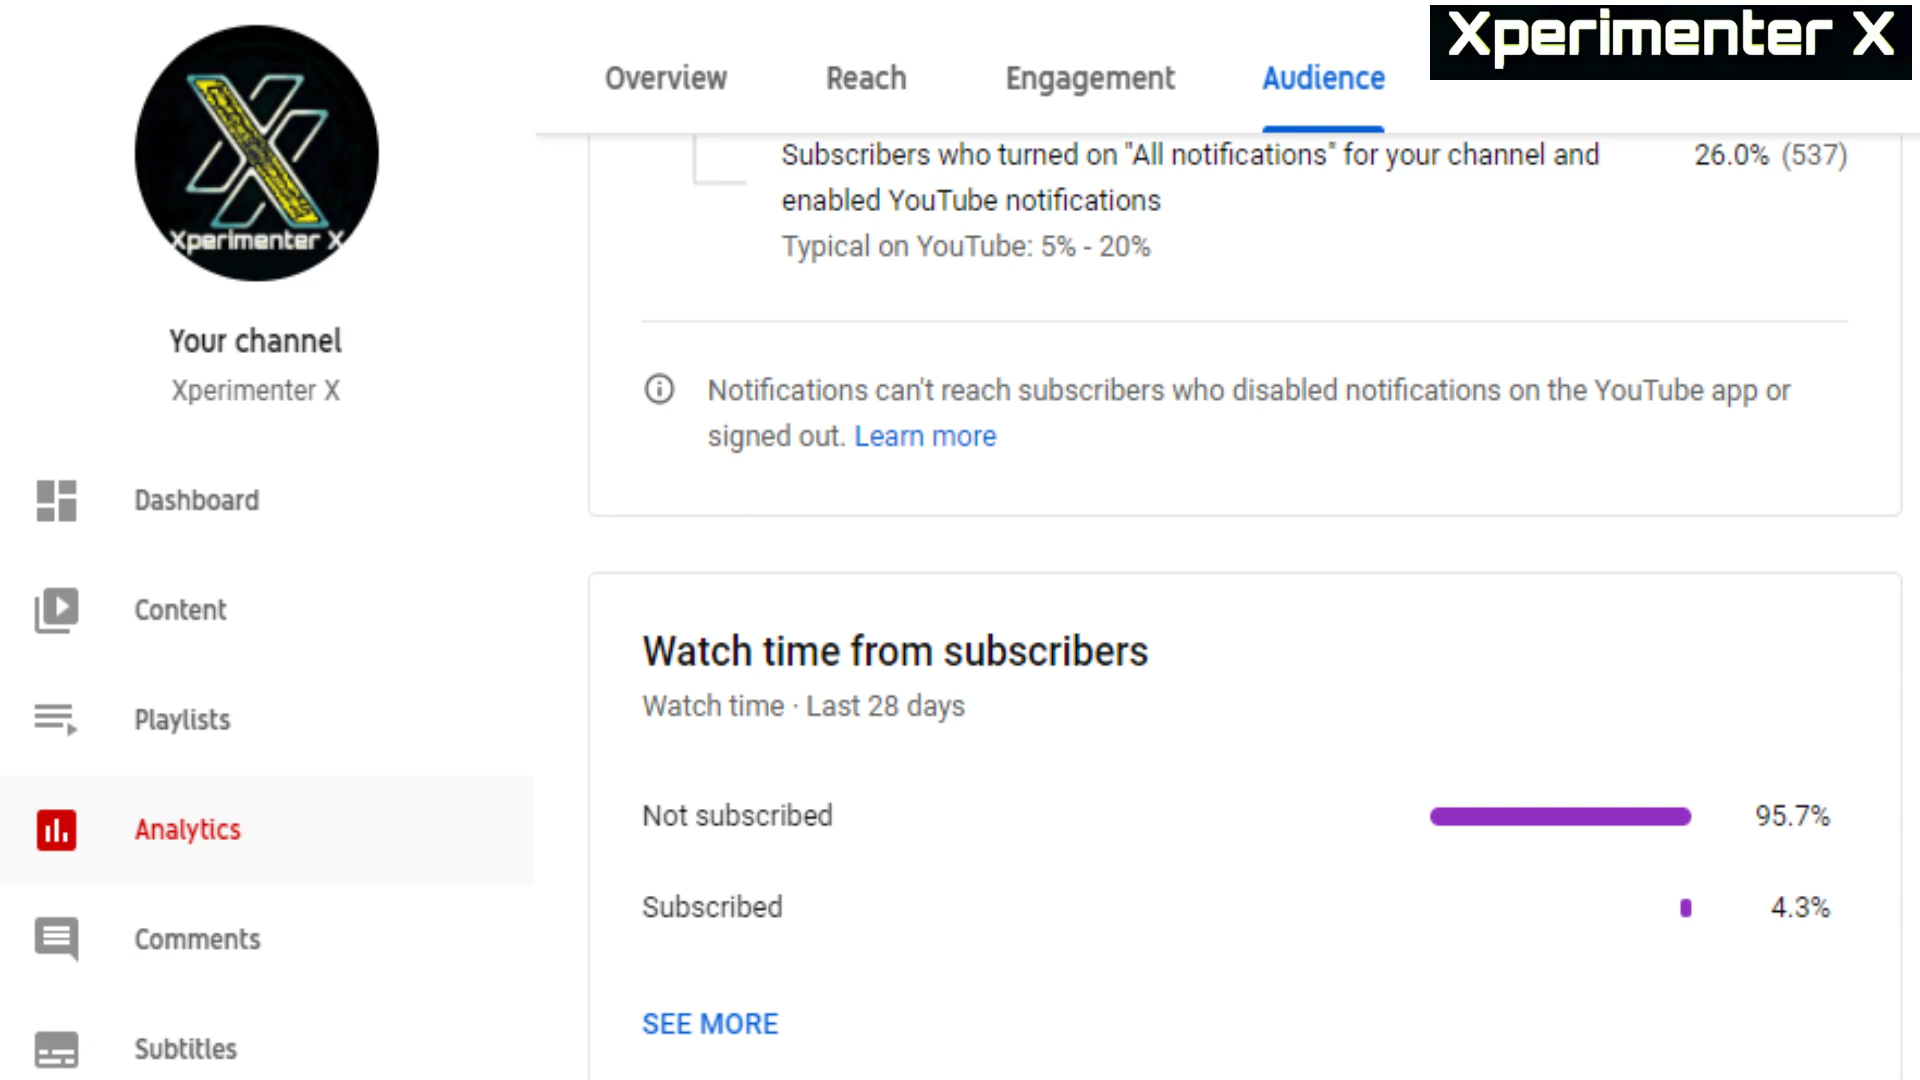 Xperimenter X
Xperimenter X
Your channel
Xperimenter X
Dashboard
Content
Playlists
Analytics
Comments
Subtitles
Overview
Reach
Engagement
Audience
Subscribers who turned on "All notifications" for your channel and
enabled YouTube notifications
26.0% (537)
Typical on YouTube: 5% - 20%
Notifications can't reach subscribers who disabled notifications on the YouTube app or
signed out. Learn more
Watch time from subscribers
Watch time · Last 28 days
Not subscribed 95.7%
Subscribed 4.3%
SEE MORE